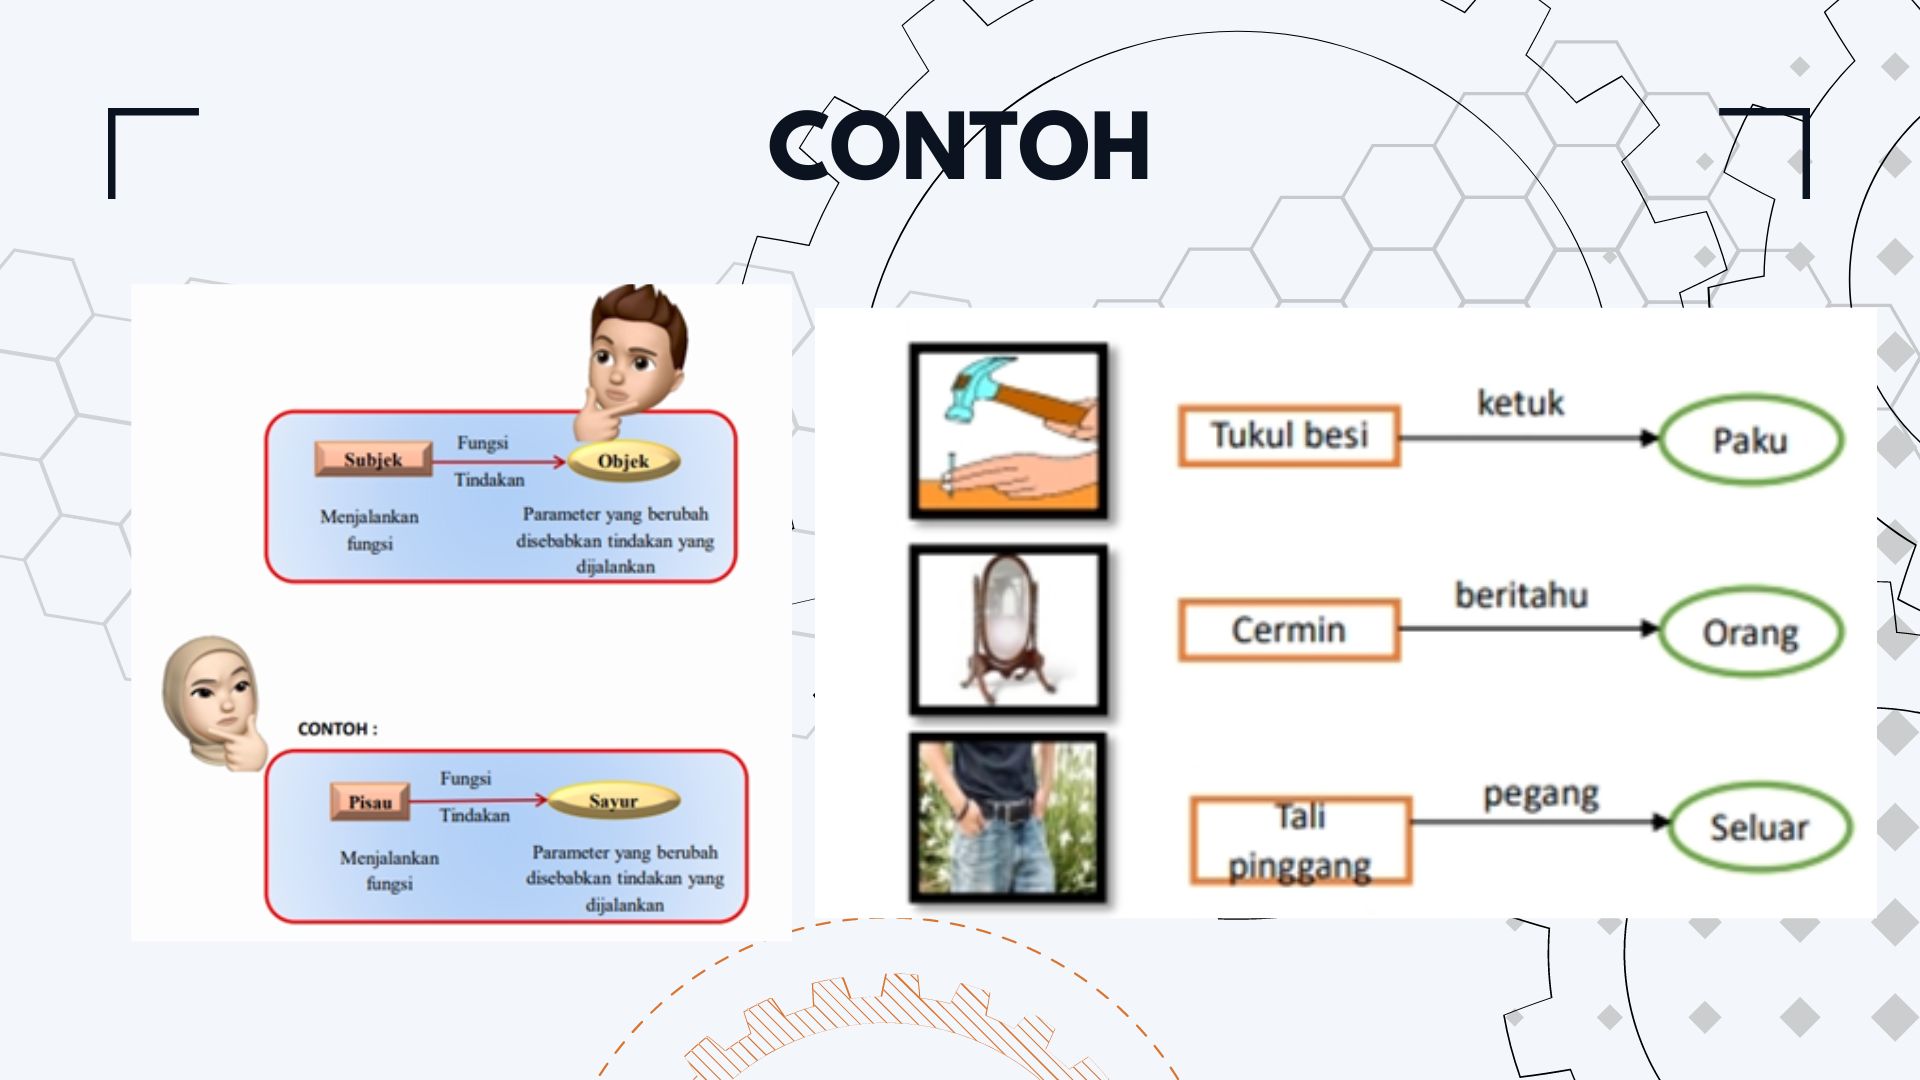 CONTOH
Fungsi
Subjek
Objek
Tindakan
Menjalankan
fungsi
Parameter yang berubah
disebabkan tindakan yang
dijalankan
CONTOH :
Fungsi
Pisau
Sayur
Tindakan
Menjalankan
fungsi
Parameter yang berubah
disebabkan tindakan yang
dijalankan
Tukul besi
ketuk
Paku
Cermin
beritahu
Orang
Tali
pinggang
pegang
Seluar